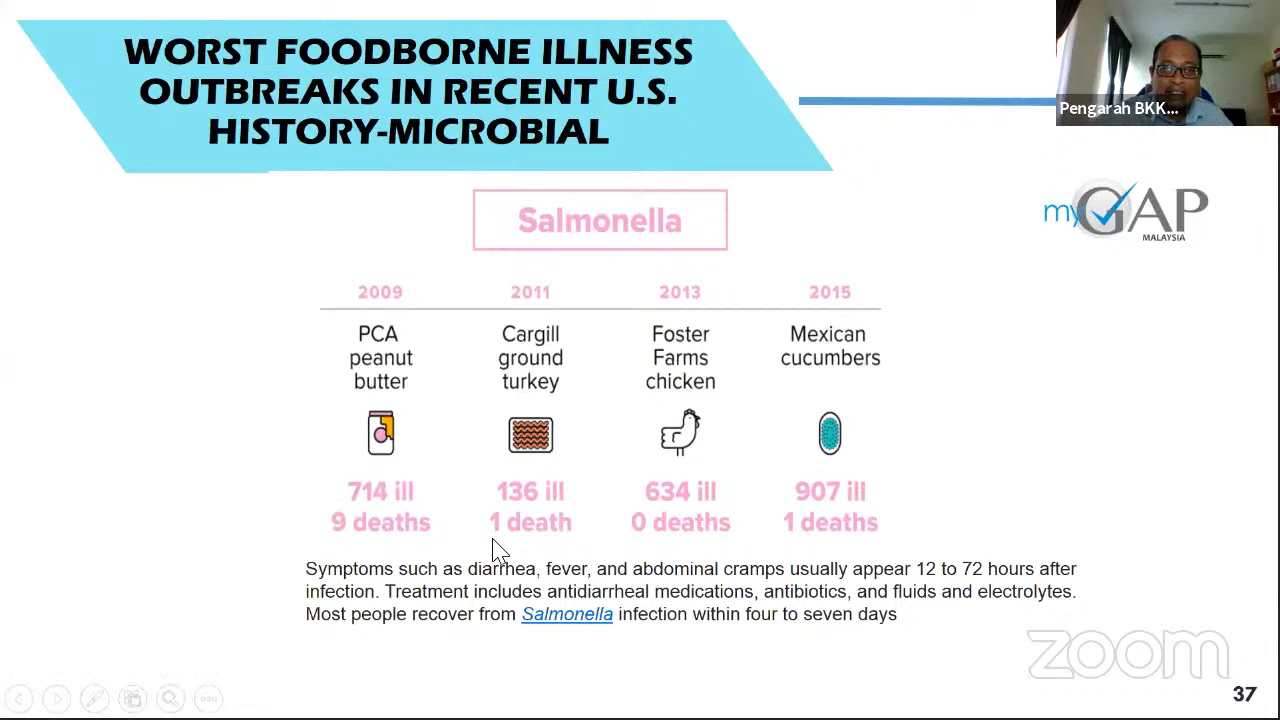 WORST FOODBORNE ILLNESS
OUTBREAKS IN RECENT U.S.
HISTORY-MICROBIAL
Pengarah BKK...
myGAP
MALAYSIA
Salmonella
2009 2011 2013 2015
PCA peanut butter
Cargill ground turkey
Foster Farms chicken
Mexican cucumbers
714 ill 136 ill 634 ill 907 ill
9 deaths 1 death 0 deaths 1 deaths
Symptoms such as diarrhea, fever, and abdominal cramps usually appear 12 to 72 hours after
infection. Treatment includes antidiarrheal medications, antibiotics, and fluids and electrolytes.
Most people recover from Salmonella infection within four to seven days
zoom
37